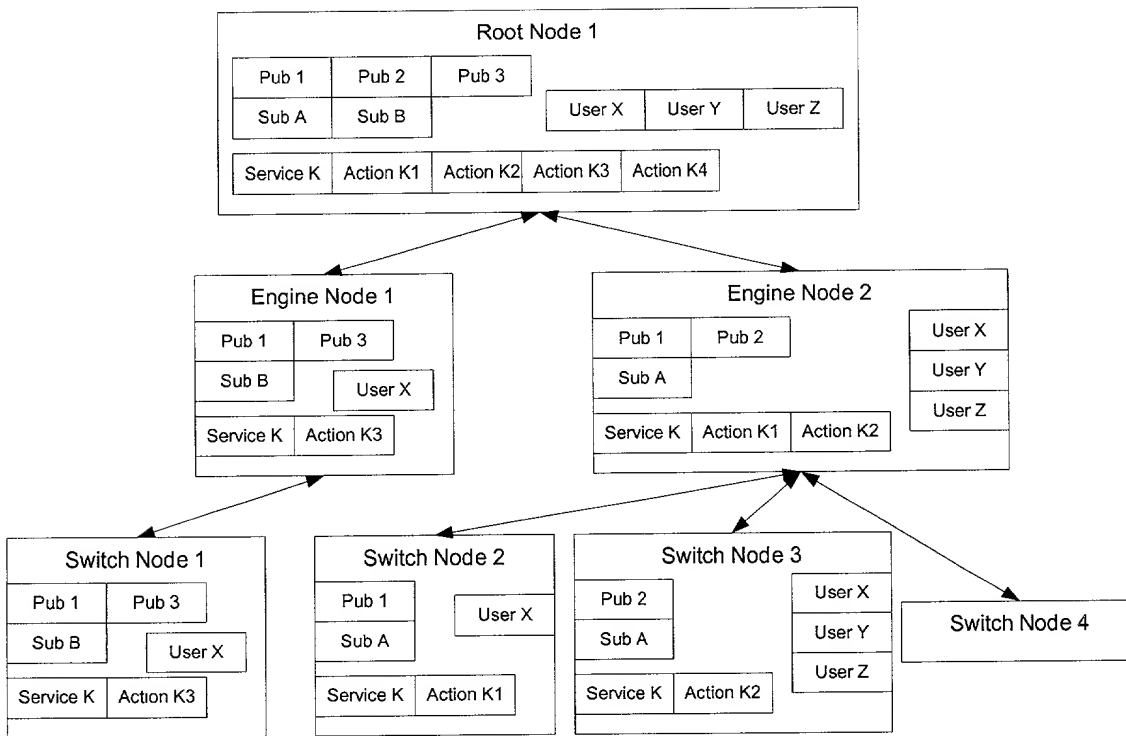 Root Node 1
Pub 1 Pub 2 Pub 3
User X User Y User Z
Sub A Sub B
Service K Action K1 Action K2 Action K3 Action K4
Engine Node 1
Pub 1 Pub 3
Sub B
User X
Service K Action K3
Engine Node 2
Pub 1 Pub 2
User X
Sub A
User Y
User Z
Service K Action K1 Action K2
Switch Node 1
Pub 1 Pub 3
Sub B
User X
Service K Action K3
Switch Node 2
Pub 1
User X
Sub A
Service K Action K1
Switch Node 3
Pub 2
User X
Sub A
User Y
User Z
Service K Action K2
Switch Node 4